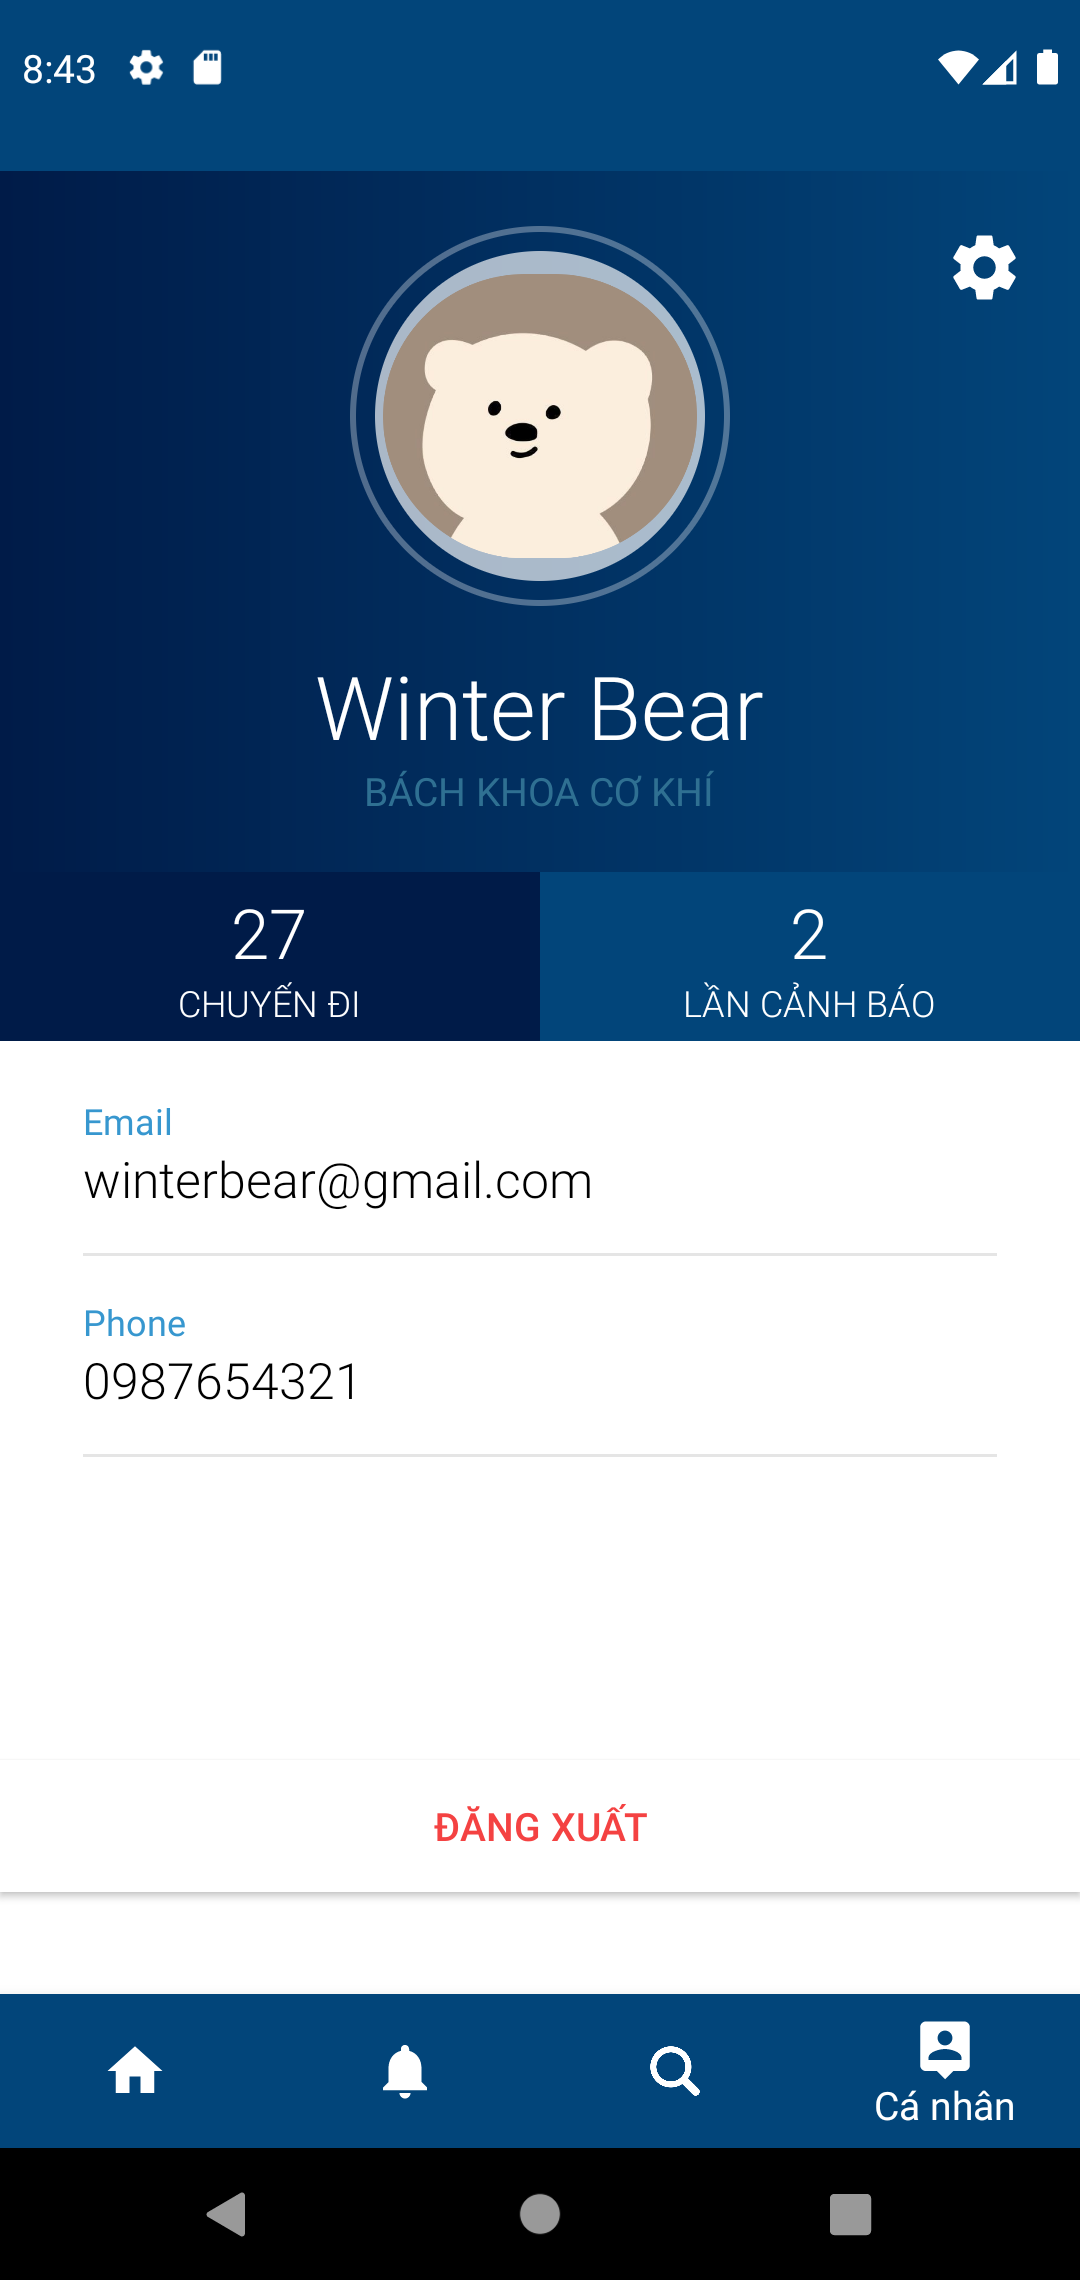 8:43
Winter Bear
BÁCH KHOA CƠ KHÍ
27
CHUYẾN ĐI
2
LẦN CẢNH BÁO
Email
winterbear@gmail.com
Phone
0987654321
ĐĂNG XUẤT
Cá nhân